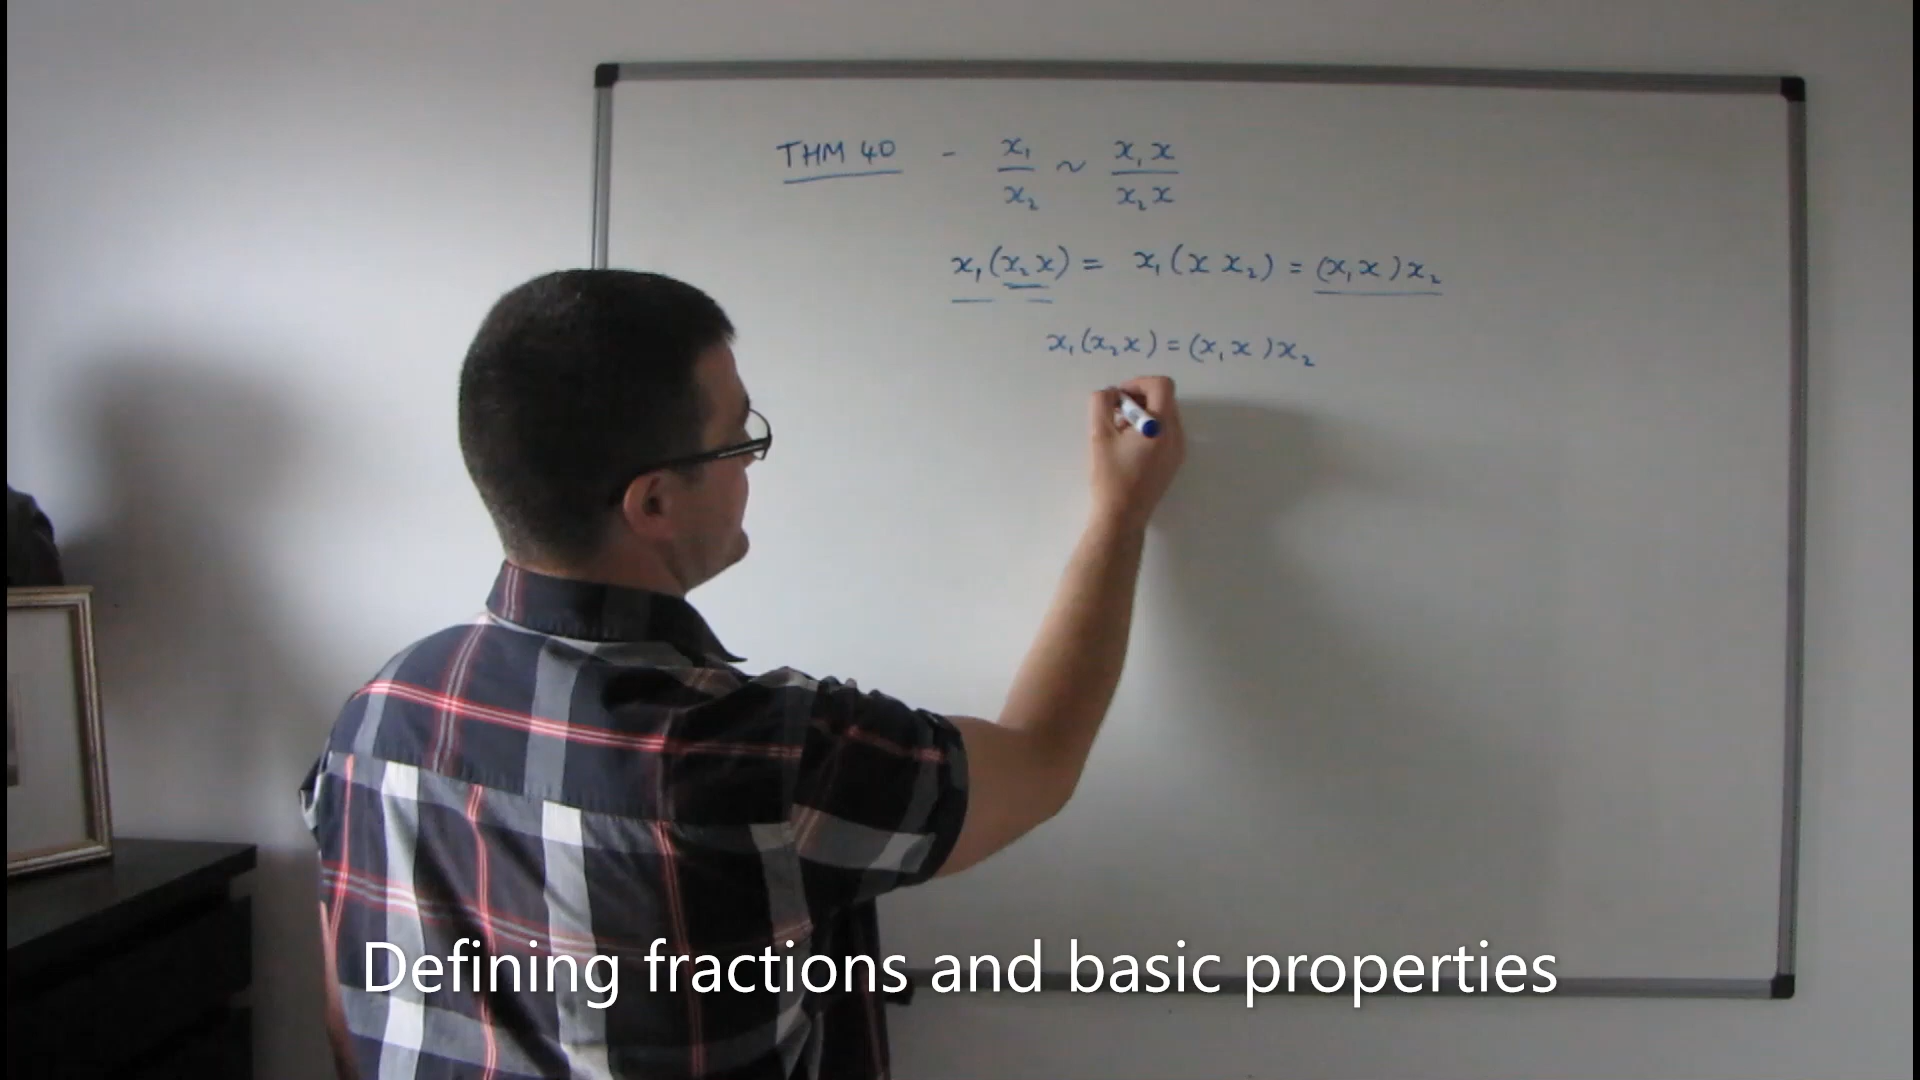 THM 40 - x₁/x₂ ~ x₁x/x₂x
x₁(x₂x) = x₁(x x₂) = (x₁x)x₂
x₁(x₂x) = (x₁x)x₂
Defining fractions and basic properties